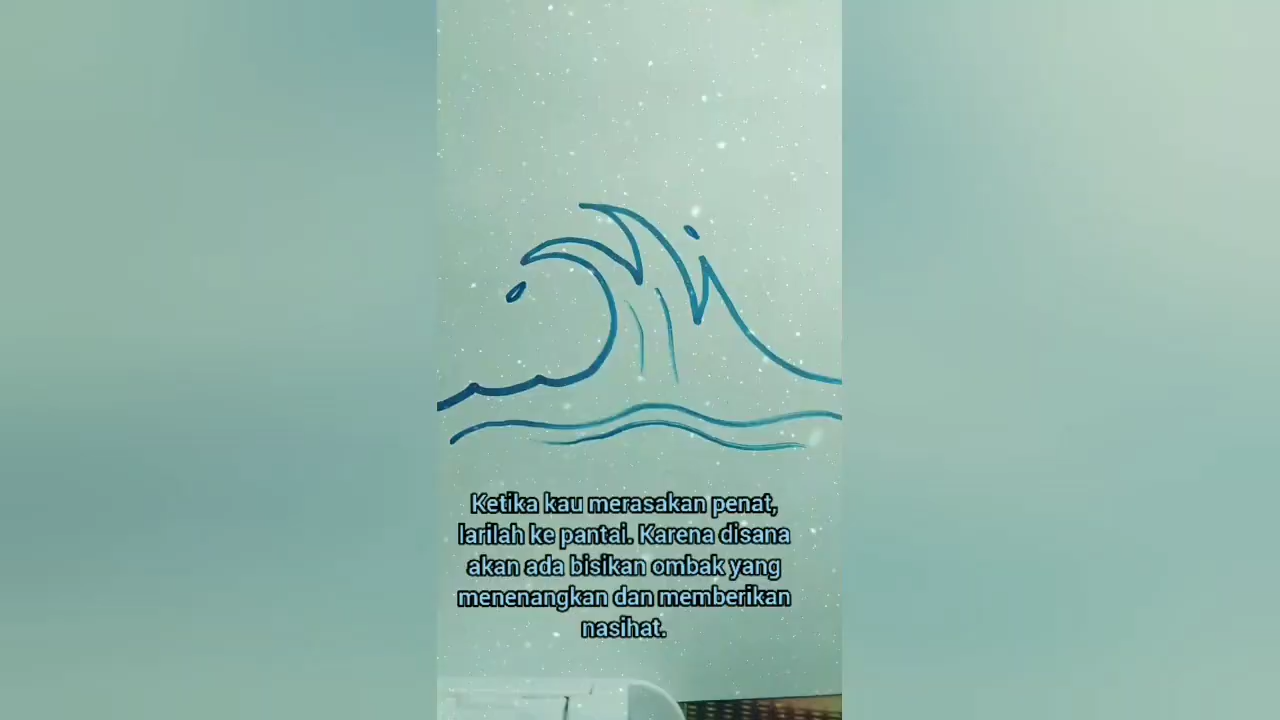 Ketika kau merasakan penat,
larilah ke pantai. Karena disana
akan ada bisikan ombak yang
menenangkan dan memberikan
nasihat.